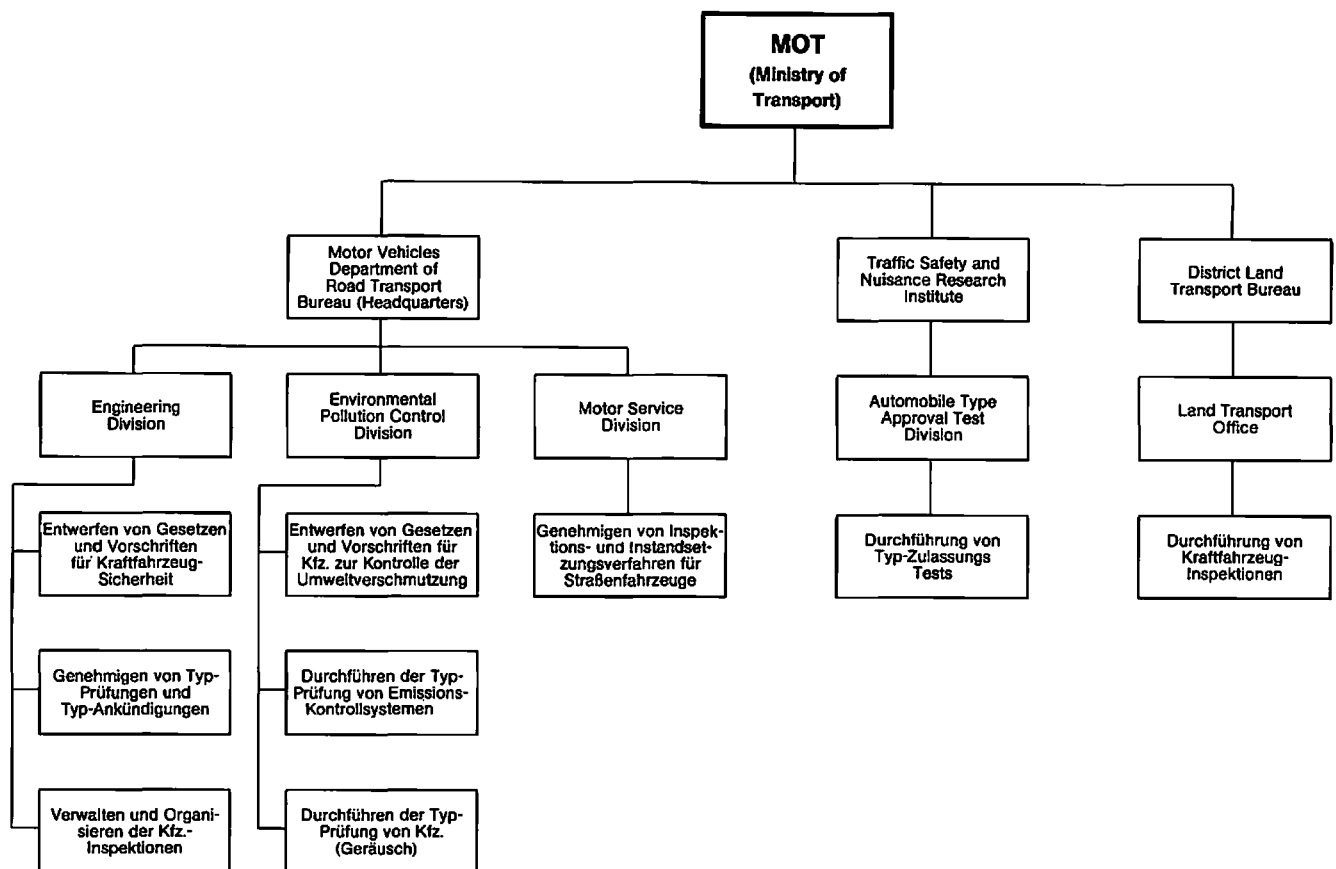 MOT
(Ministry of
Transport)
Motor Vehicles
Department of
Road Transport
Bureau (Headquarters)
Traffic Safety and
Nuisance Research
Institute
District Land
Transport Bureau
Engineering
Division
Environmental
Pollution Control
Division
Motor Service
Division
Automobile Type
Approval Test
Division
Land Transport
Office
Entwerfen von Gesetzen
und Vorschriften
für Kraftfahrzeug-
Sicherheit
Entwerfen von Gesetzen
und Vorschriften für
Kfz. zur Kontrolle der
Umweltverschmutzung
Genehmigen von Inspek-
tions- und Instandset-
zungsverfahren für
Straßenfahrzeuge
Durchführung von
Typ-Zulassungs
Tests
Durchführung von
Kraftfahrzeug-
Inspektionen
Genehmigen von Typ-
Prüfungen und
Typ-Ankündigungen
Durchführen der Typ-
Prüfung von Emissions-
Kontrollsystemen
Verwalten und Organi-
sieren der Kfz.-
Inspektionen
Durchführen der Typ-
Prüfung von Kfz.
(Geräusch)